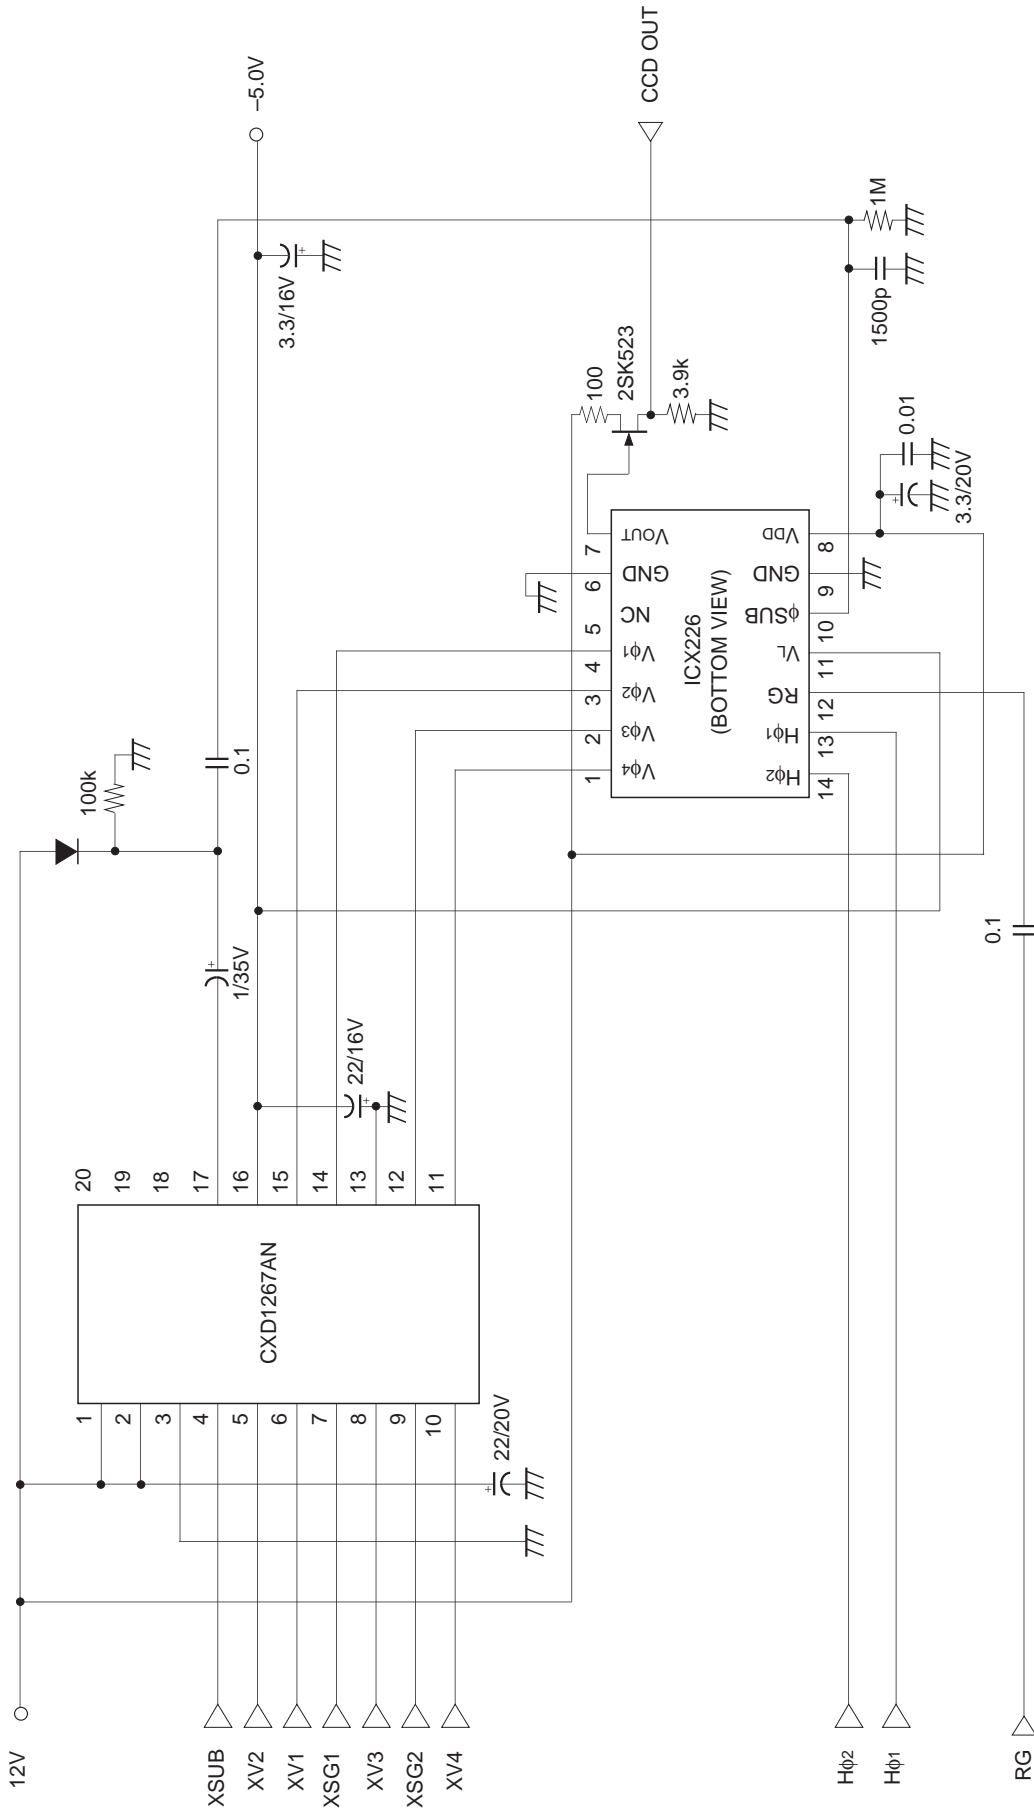 12V
100k
0.1
1/35V
–5.0V
3.3/16V
22/16V
20
19
18
17
16
15
14
13
12
11
CXD1267AN
1
2
3
4
5
6
7
8
9
10
22/20V
XSUB
XV2
XV1
XSG1
XV3
XSG2
XV4
CCD OUT
100
2SK523
3.9k
1M
1500p
0.01
3.3/20V
1
2
3
4
5
6
7
Vϕ4
Vϕ3
Vϕ2
Vϕ1
NC
GND
VOUT
ICX226
(BOTTOM VIEW)
Hϕ2
Hϕ1
RG
VL
ϕSUB
GND
VDD
14
13
12
11
10
9
8
0.1
Hϕ2
Hϕ1
RG